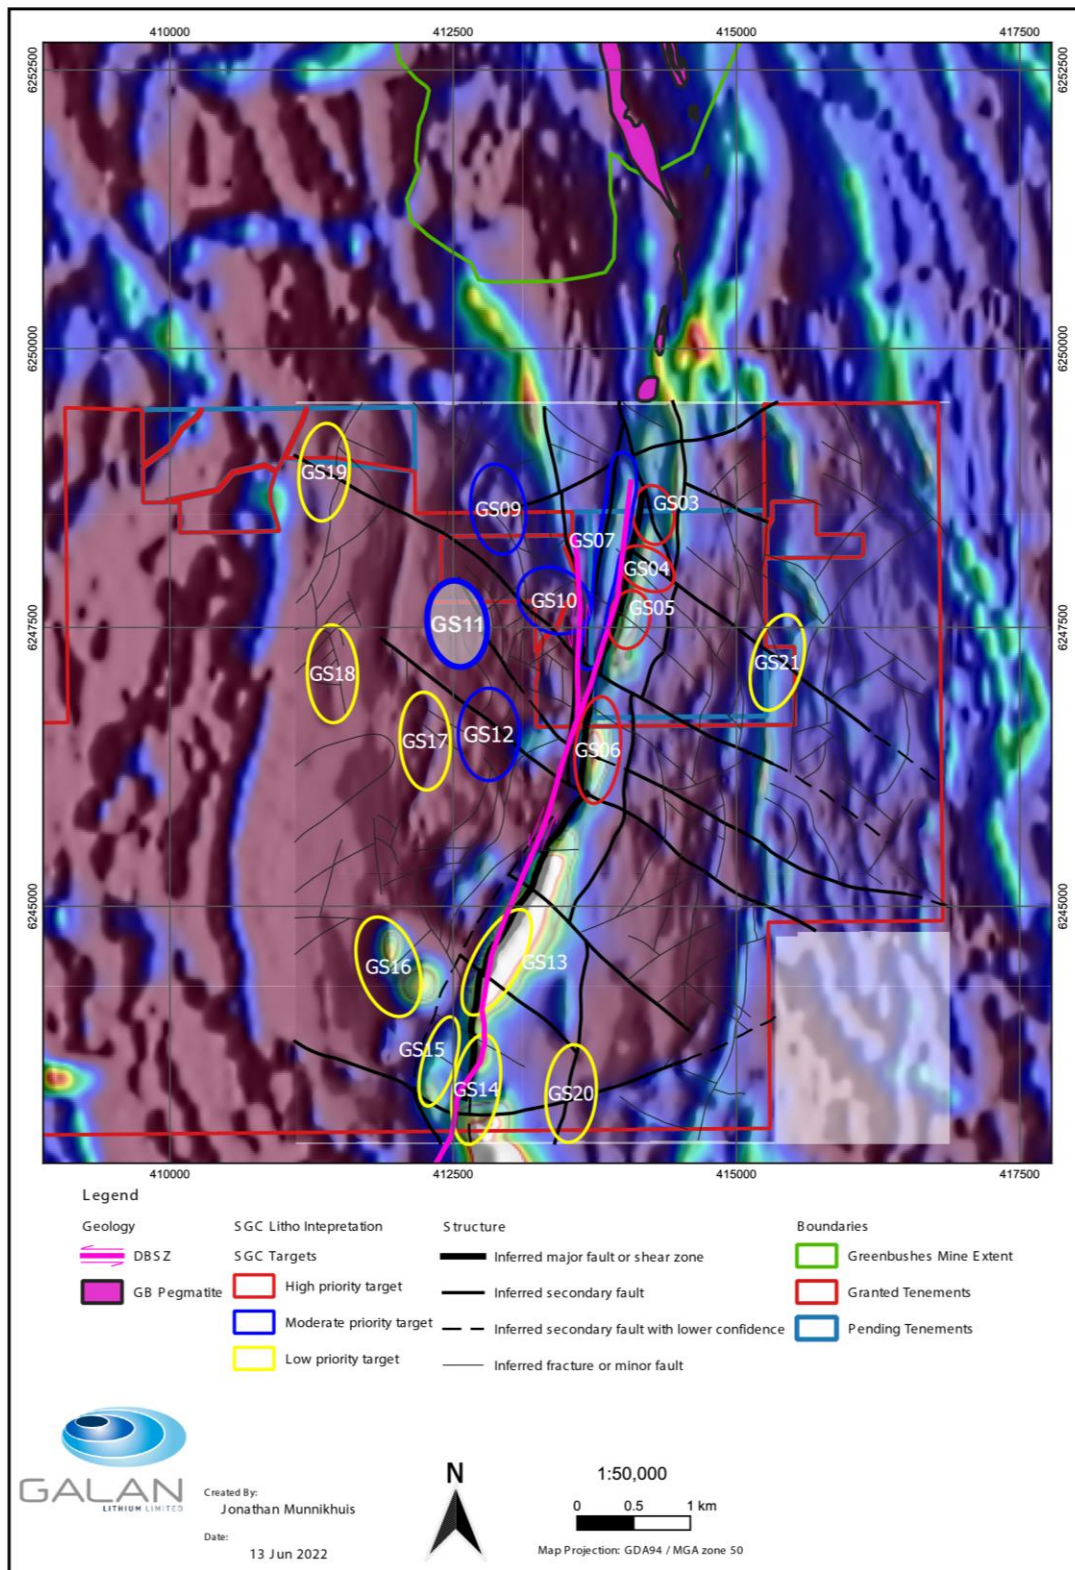 410000 412500 415000 417500
6252500 6252500
6250000 6250000
GS19
GS09
GS03
GS07
GS04
GS10
GS05
GS11
6247500 6247500
GS21
GS18
GS12
GS17
GS06
6245000 6245000
GS16
GS13
GS15
GS14
GS20
410000 412500 415000 417500
Legend
Geology
DBSZ
GB Pegmatite
SGC Litho Intepretation
SGC Targets
High priority target
Moderate priority target
Low priority target
Structure
Inferred major fault or shear zone
Inferred secondary fault
Inferred secondary fault with lower confidence
Inferred fracture or minor fault
Boundaries
Greenbushes Mine Extent
Granted Tenements
Pending Tenements
GALAN
LITHIUM LIMITED
Created By:
Jonathan Munnikhuis
Date:
13 Jun 2022
N
1:50,000
0 0.5 1 km
Map Projection: GDA94 / MGA zone 50